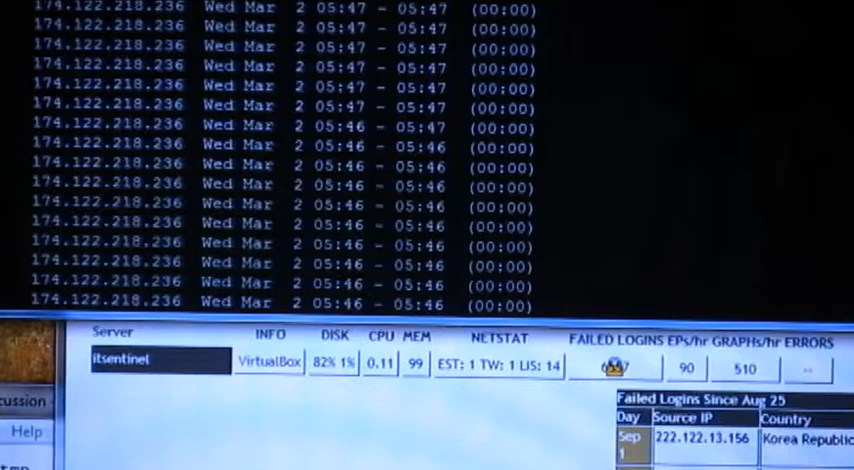 174.122.218.236 Wed Mar 2 05:47 - 05:47 (00:00)
174.122.218.236 Wed Mar 2 05:47 - 05:47 (00:00)
174.122.218.236 Wed Mar 2 05:47 - 05:47 (00:00)
174.122.218.236 Wed Mar 2 05:47 - 05:47 (00:00)
174.122.218.236 Wed Mar 2 05:47 - 05:47 (00:00)
174.122.218.236 Wed Mar 2 05:47 - 05:47 (00:00)
174.122.218.236 Wed Mar 2 05:46 - 05:47 (00:00)
174.122.218.236 Wed Mar 2 05:46 - 05:46 (00:00)
174.122.218.236 Wed Mar 2 05:46 - 05:46 (00:00)
174.122.218.236 Wed Mar 2 05:46 - 05:46 (00:00)
174.122.218.236 Wed Mar 2 05:46 - 05:46 (00:00)
174.122.218.236 Wed Mar 2 05:46 - 05:46 (00:00)
174.122.218.236 Wed Mar 2 05:46 - 05:46 (00:00)
174.122.218.236 Wed Mar 2 05:46 - 05:46 (00:00)
174.122.218.236 Wed Mar 2 05:46 - 05:46 (00:00)
174.122.218.236 Wed Mar 2 05:46 - 05:46 (00:00)
Server INFO DISK CPU MEM NETSTAT FAILED LOGINS EPs/hr GRAPHs/hr ERRORS
itsentinel VirtualBox 82% 1% 0.11 99 EST: 1 TW: 1 LIS: 14 90 510 --
Failed Logins Since Aug 25
Day Source IP Country
Sep 1 222.122.13.156 Korea Republic
Help